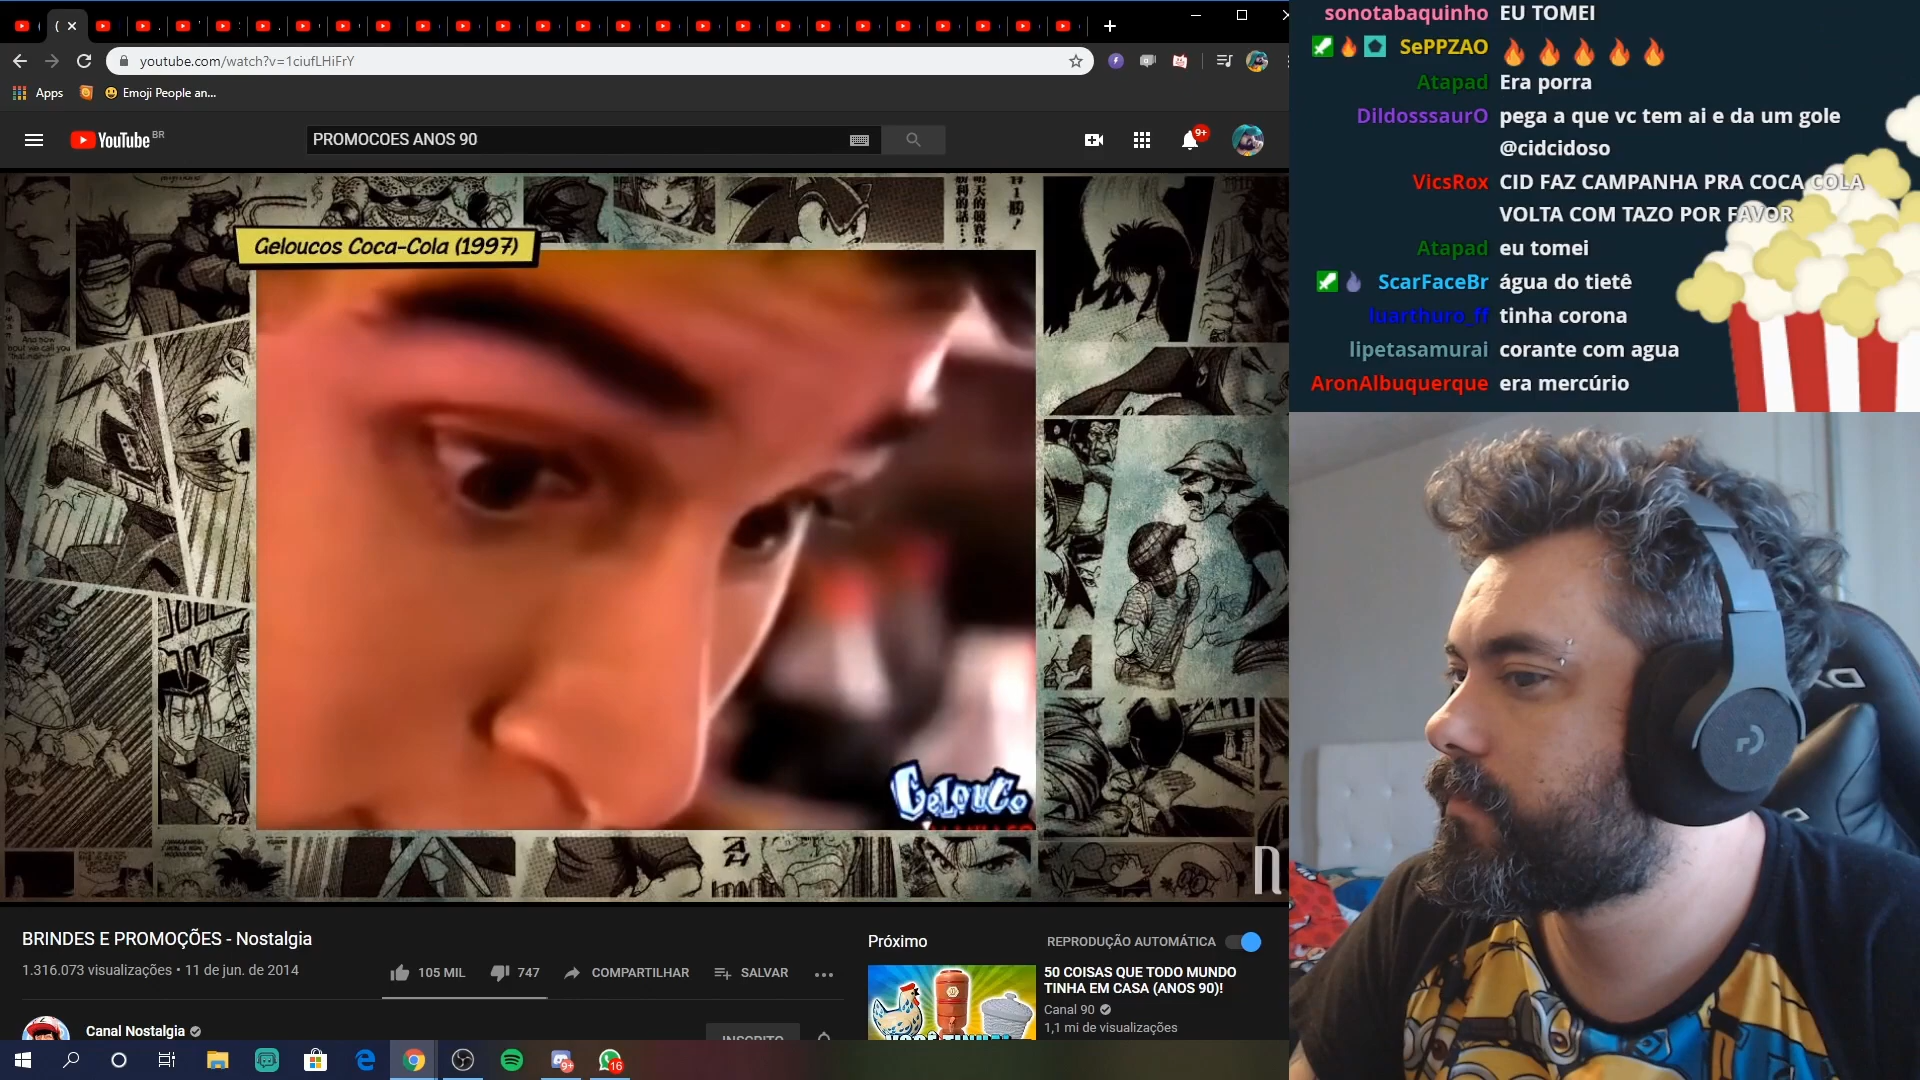 youtube.com/watch?v=1ciufLHiFrY
Apps
Emoji People an...
YouTube BR
PROMOCOES ANOS 90
9+
Geloucos Coca-Cola (1997)
GeLouCo
BRINDES E PROMOÇÕES - Nostalgia
1.316.073 visualizações • 11 de jun. de 2014
105 MIL
747
COMPARTILHAR
SALVAR
Canal Nostalgia
INSCRITO
Próximo
REPRODUÇÃO AUTOMÁTICA
50 COISAS QUE TODO MUNDO
TINHA EM CASA (ANOS 90)!
Canal 90
1,1 mi de visualizações
9+
16
sonotabaquinho EU TOMEI
SePPZAO
Atapad Era porra
DildosssaurO pega a que vc tem ai e da um gole
@cidcidoso
VicsRox CID FAZ CAMPANHA PRA COCA COLA
VOLTA COM TAZO POR FAVOR
Atapad eu tomei
ScarFaceBr água do tietê
luarthuro_ff tinha corona
lipetasamurai corante com agua
AronAlbuquerque era mercúrio